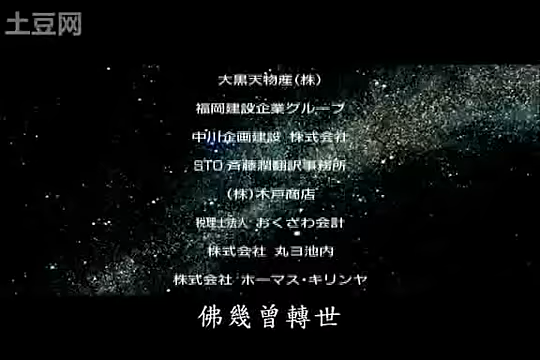 土豆网
大黒天物産(株)
福岡建設企業グループ
中川企画建設 株式会社
STO 斉藤潤翻訳事務所
(株)木戸商店
税理士法人 おくざわ会計
株式会社 丸ヨ池内
株式会社 ホーマス・キリンヤ
佛幾曾轉世